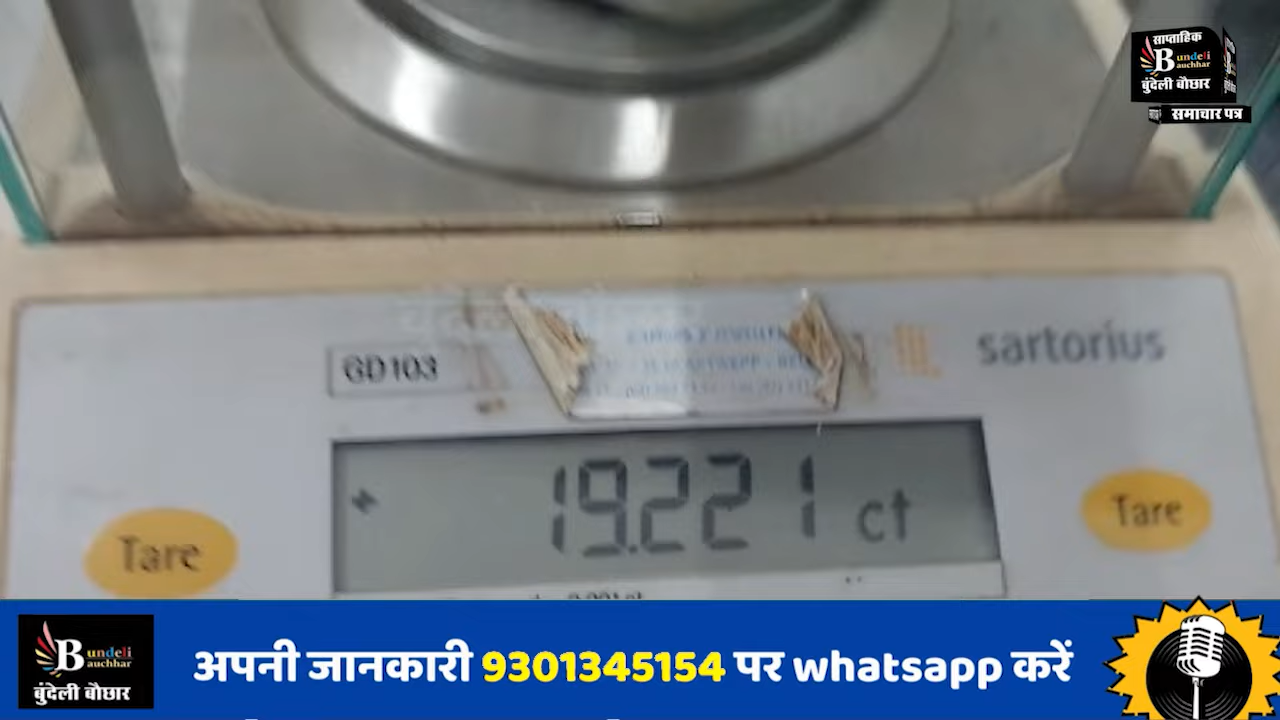 साप्ताहिक
Bundeli
Bauchhar
बुंदेली बौछार
समाचार पत्र
GD103
sartorius
19.221 ct
Tare
Tare
Bundeli
Bauchhar
बुंदेली बौछार
अपनी जानकारी 9301345154 पर whatsapp करें